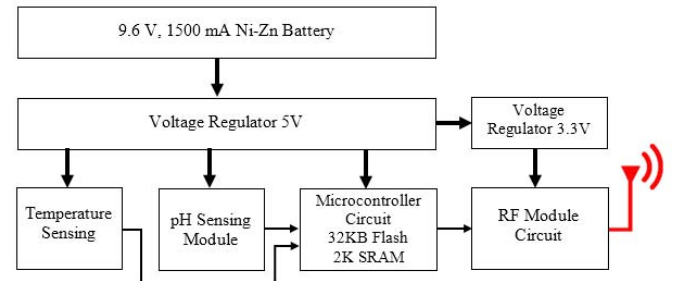 9.6 V, 1500 mA Ni-Zn Battery
Voltage Regulator 5V
Voltage
Regulator 3.3V
Temperature
Sensing
pH Sensing
Module
Microcontroller
Circuit
32KB Flash
2K SRAM
RF Module
Circuit